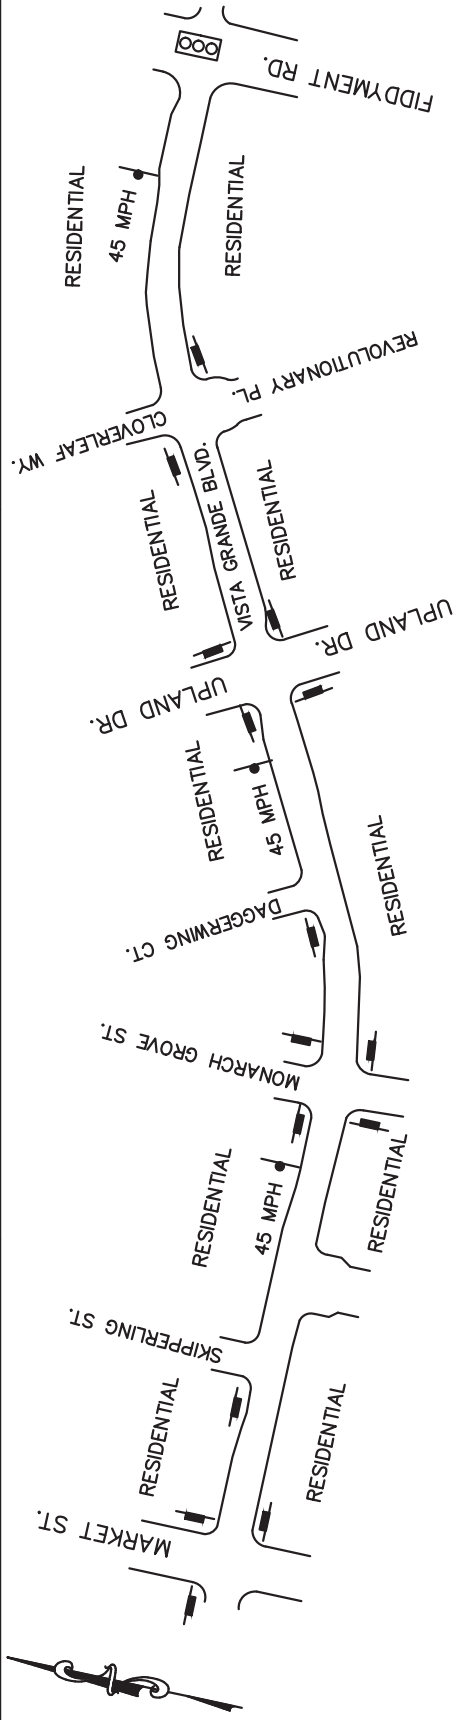 FIDDYMENT RD.
RESIDENTIAL
45 MPH
RESIDENTIAL
REVOLUTIONARY PL.
CLOVERLEAF WY.
VISTA GRANDE BLVD.
RESIDENTIAL
RESIDENTIAL
UPLAND DR.
UPLAND DR.
RESIDENTIAL
45 MPH
RESIDENTIAL
DAGGERWING CT.
MONARCH GROVE ST.
RESIDENTIAL
45 MPH
RESIDENTIAL
SKIPPERLING ST.
RESIDENTIAL
RESIDENTIAL
MARKET ST.